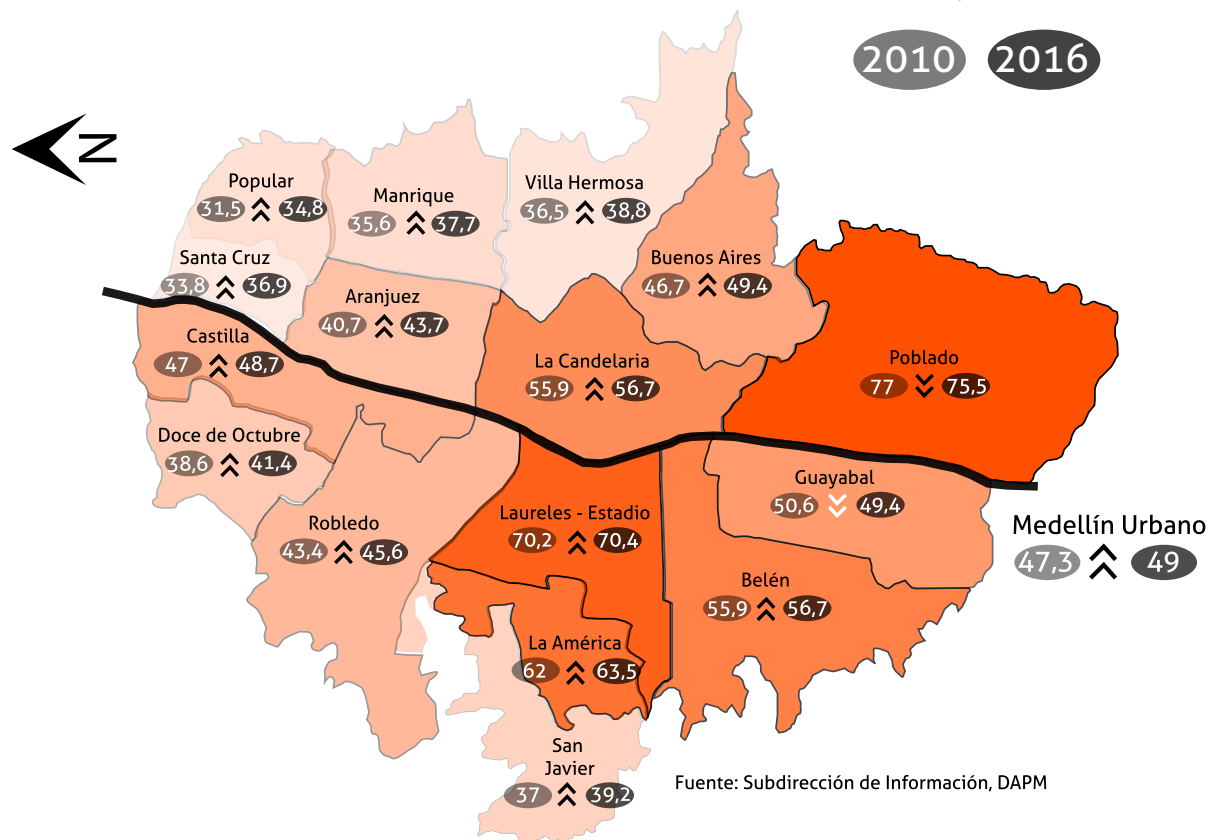 2010 2016
N
Popular
31,5 34,8
Manrique
35,6 37,7
Villa Hermosa
36,5 38,8
Santa Cruz
33,8 36,9
Buenos Aires
46,7 49,4
Aranjuez
40,7 43,7
Castilla
47 48,7
La Candelaria
55,9 56,7
Poblado
77 75,5
Doce de Octubre
38,6 41,4
Guayabal
50,6 49,4
Robledo
43,4 45,6
Laureles - Estadio
70,2 70,4
Medellín Urbano
47,3 49
Belén
55,9 56,7
La América
62 63,5
San
Javier
37 39,2
Fuente: Subdirección de Información, DAPM